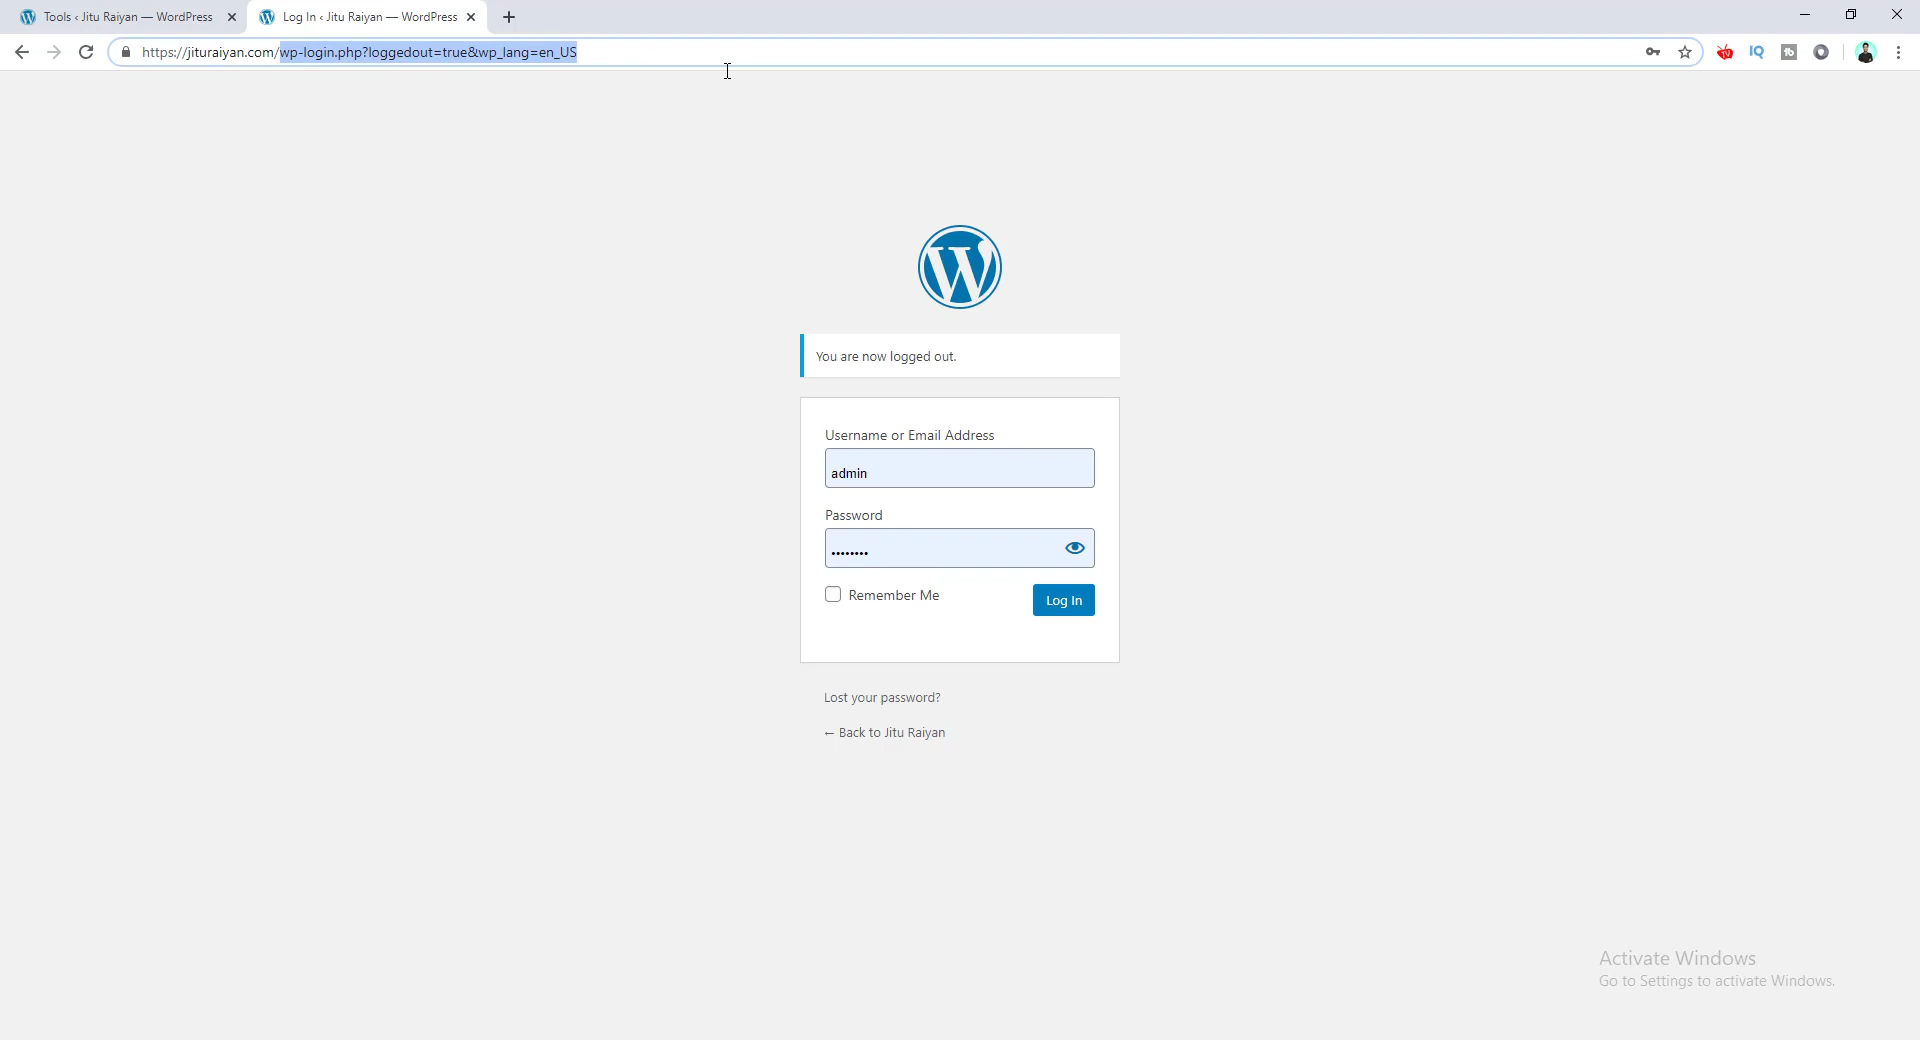 Tools ‹ Jitu Raiyan — WordPress
Log In ‹ Jitu Raiyan — WordPress
https://jituraiyan.com/wp-login.php?loggedout=true&wp_lang=en_US
IQ
tb
You are now logged out.
Username or Email Address
admin
Password
••••••••
Remember Me
Log In
Lost your password?
← Back to Jitu Raiyan
Activate Windows
Go to Settings to activate Windows.